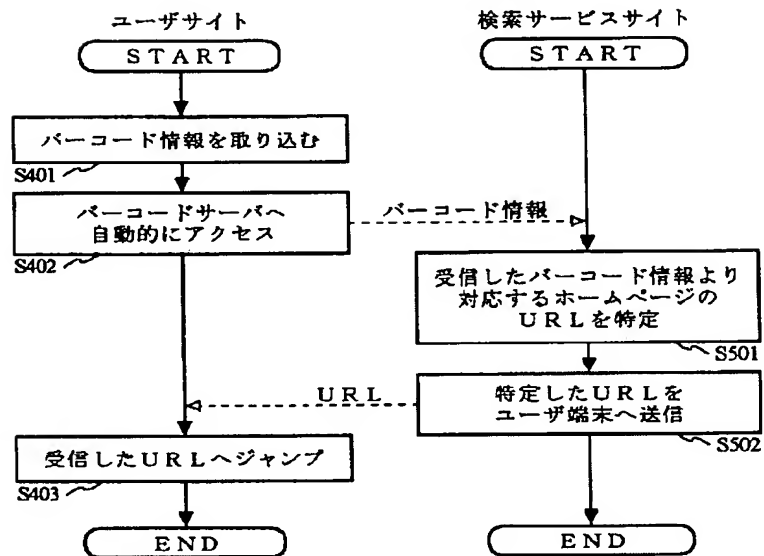 ユーザサイト
START
バーコード情報を取り込む
S401
バーコードサーバへ
自動的にアクセス
S402
バーコード情報
URL
受信したURLへジャンプ
S403
END
検索サービスサイト
START
受信したバーコード情報より
対応するホームページの
URLを特定
S501
特定したURLを
ユーザ端末へ送信
S502
END